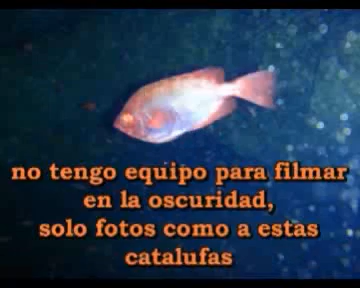 no tengo equipo para filmar
en la oscuridad,
solo fotos como a estas
catalufas